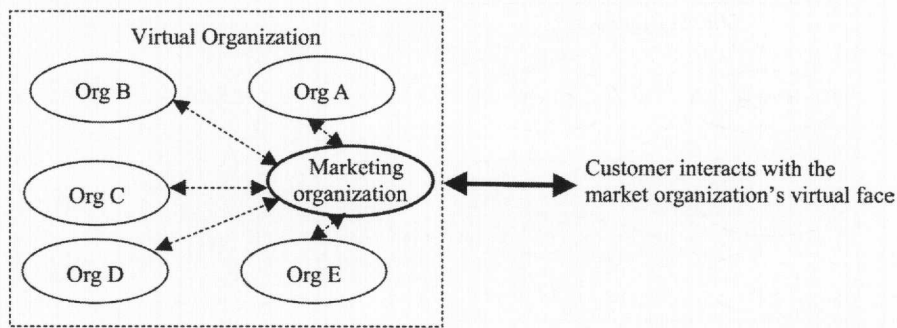 Virtual Organization
Org B
Org A
Marketing
organization
Org C
Customer interacts with the
market organization's virtual face
Org D
Org E